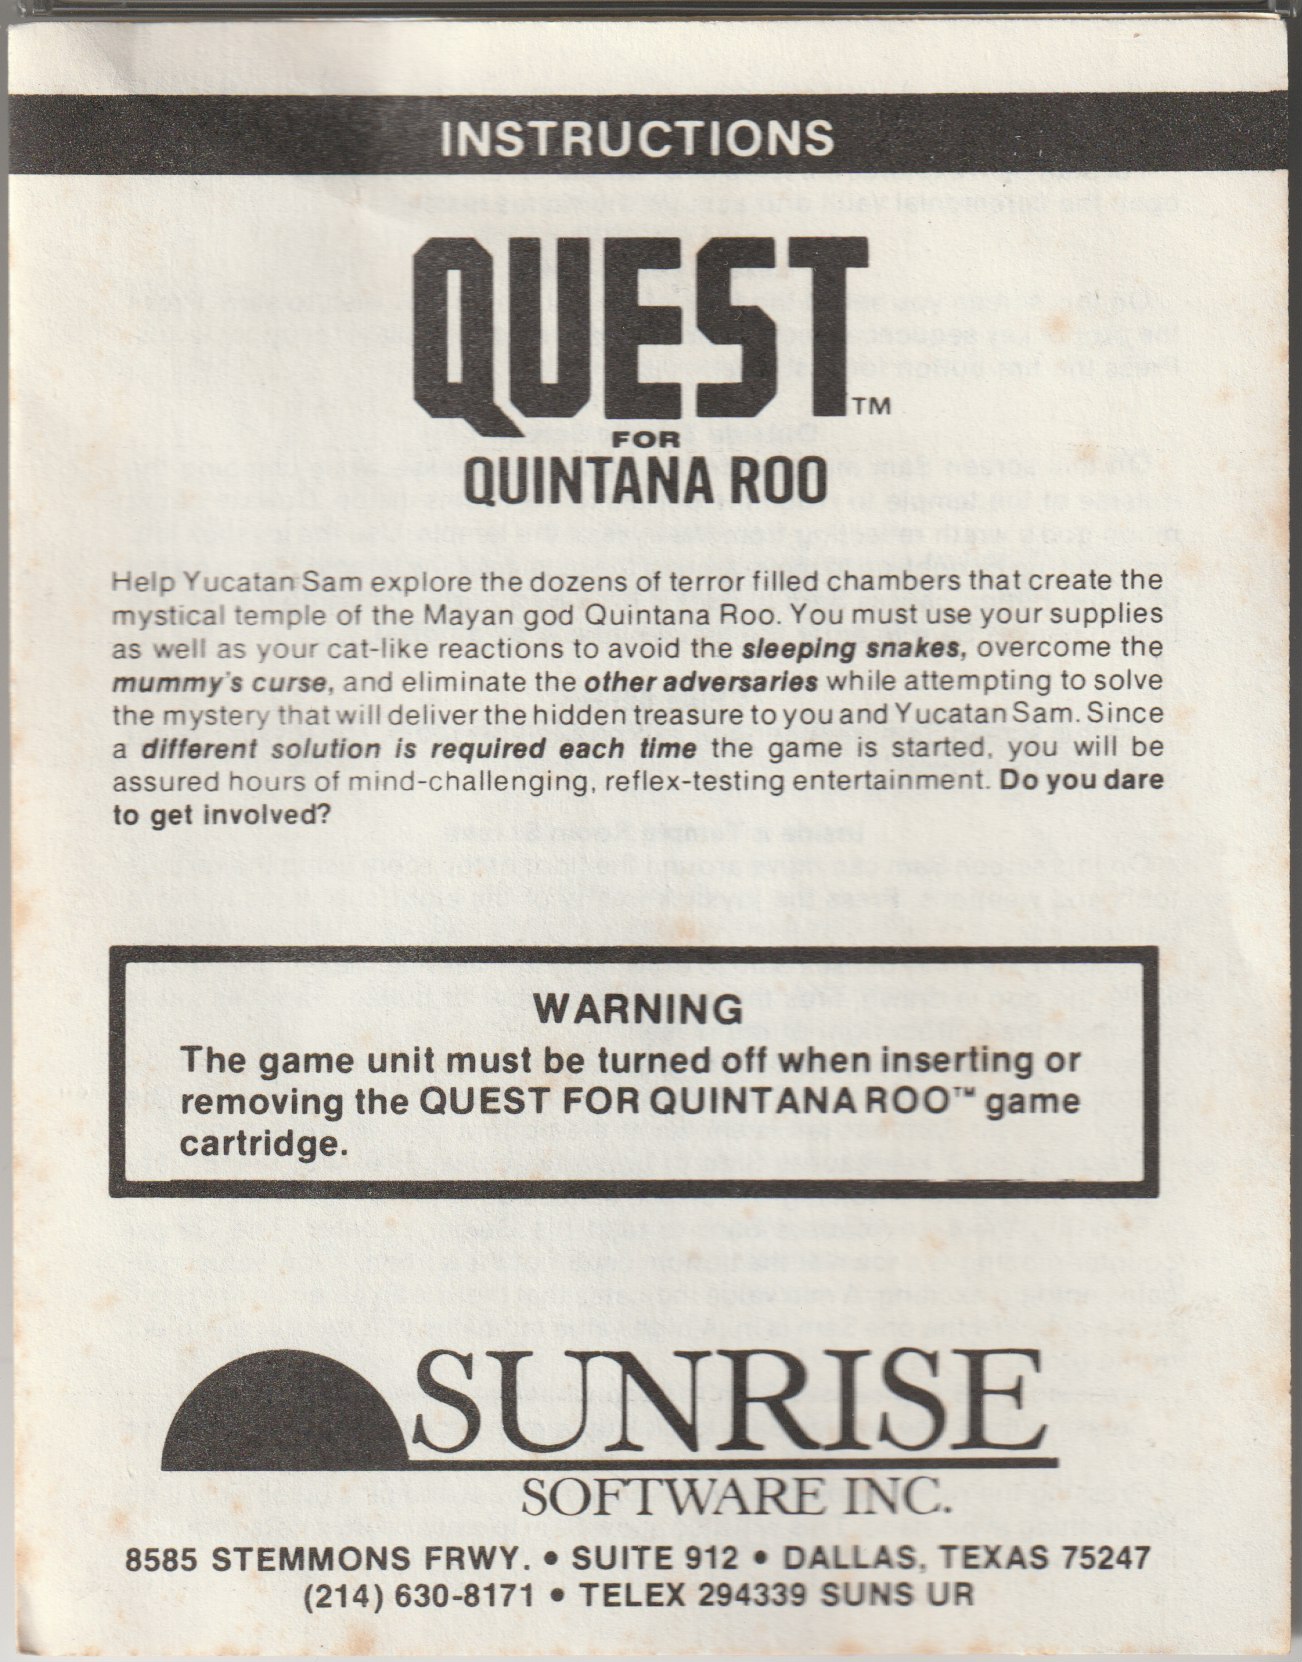 INSTRUCTIONS
QUEST™
FOR
QUINTANA ROO
Help Yucatan Sam explore the dozens of terror filled chambers that create the
mystical temple of the Mayan god Quintana Roo. You must use your supplies
as well as your cat-like reactions to avoid the sleeping snakes, overcome the
mummy's curse, and eliminate the other adversaries while attempting to solve
the mystery that will deliver the hidden treasure to you and Yucatan Sam. Since
a different solution is required each time the game is started, you will be
assured hours of mind-challenging, reflex-testing entertainment. Do you dare
to get involved?
WARNING
The game unit must be turned off when inserting or
removing the QUEST FOR QUINTANA ROO™ game
cartridge.
SUNRISE
SOFTWARE INC.
8585 STEMMONS FRWY. • SUITE 912 • DALLAS, TEXAS 75247
(214) 630-8171 • TELEX 294339 SUNS UR